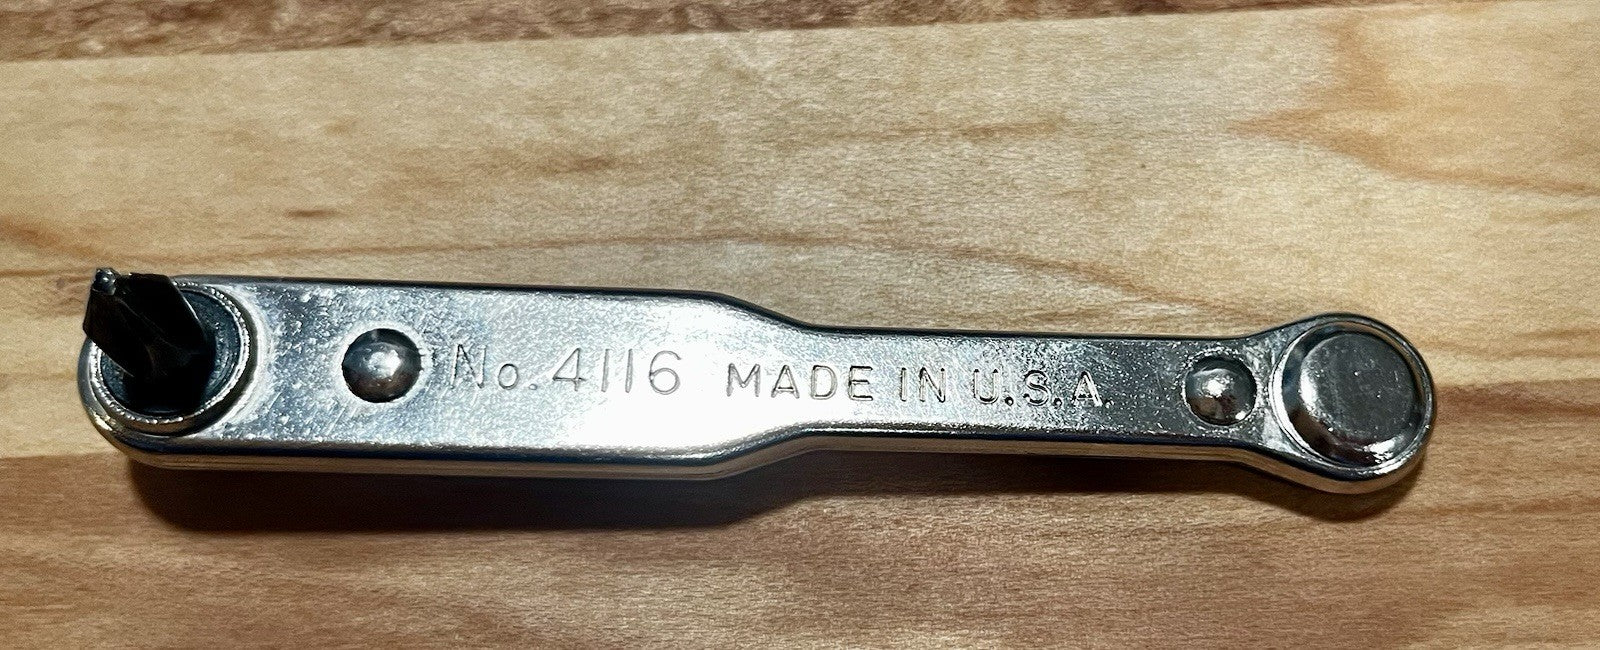 No. 4116 MADE IN U.S.A.